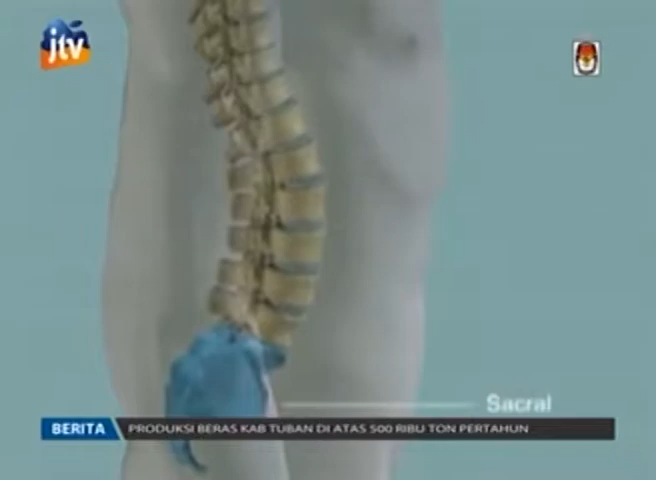 jtv
Sacral
BERITA PRODUKSI BERAS KAB TUBAN DI ATAS 500 RIBU TON PERTAHUN